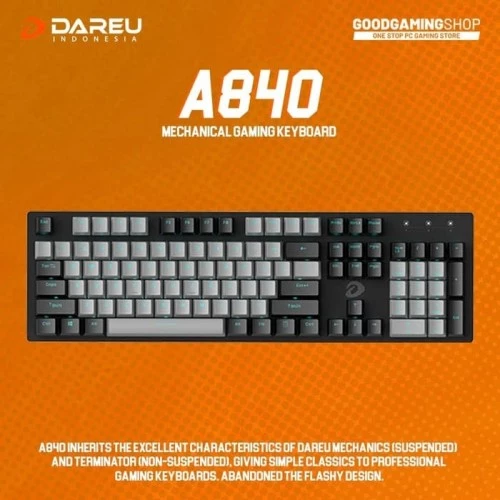 DAREU
INDONESIA
GOODGAMINGSHOP
ONE STOP PC GAMING STORE
A840
MECHANICAL GAMING KEYBOARD
A840 INHERITS THE EXCELLENT CHARACTERISTICS OF DAREU MECHANICS (SUSPENDED)
AND TERMINATOR (NON-SUSPENDED), GIVING SIMPLE CLASSICS TO PROFESSIONAL
GAMING KEYBOARDS. ABANDONED THE FLASHY DESIGN.